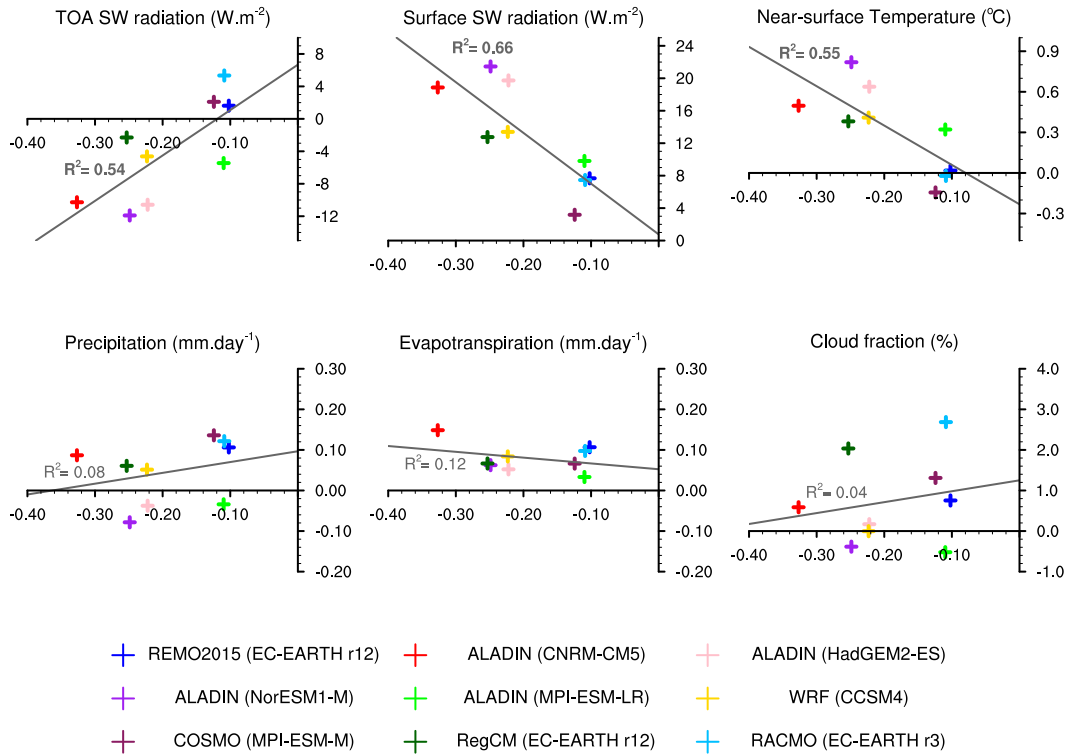 TOA SW radiation (W.m-2)
Surface SW radiation (W.m-2)
Near-surface Temperature (oC)
8
4
0
-4
-8
-12
-0.40 -0.30 -0.20 -0.10
R2= 0.54
24
20
16
12
8
4
0
-0.40 -0.30 -0.20 -0.10
R2= 0.66
0.9
0.6
0.3
0.0
-0.3
-0.40 -0.30 -0.20 -0.10
R2= 0.55
Precipitation (mm.day-1)
Evapotranspiration (mm.day-1)
Cloud fraction (%)
0.30
0.20
0.10
0.00
-0.10
-0.20
-0.40 -0.30 -0.20 -0.10
R2= 0.08
0.30
0.20
0.10
0.00
-0.10
-0.20
-0.40 -0.30 -0.20 -0.10
R2= 0.12
4.0
3.0
2.0
1.0
0.0
-1.0
-0.40 -0.30 -0.20 -0.10
R2= 0.04
REMO2015 (EC-EARTH r12)
ALADIN (CNRM-CM5)
ALADIN (HadGEM2-ES)
ALADIN (NorESM1-M)
ALADIN (MPI-ESM-LR)
WRF (CCSM4)
COSMO (MPI-ESM-M)
RegCM (EC-EARTH r12)
RACMO (EC-EARTH r3)